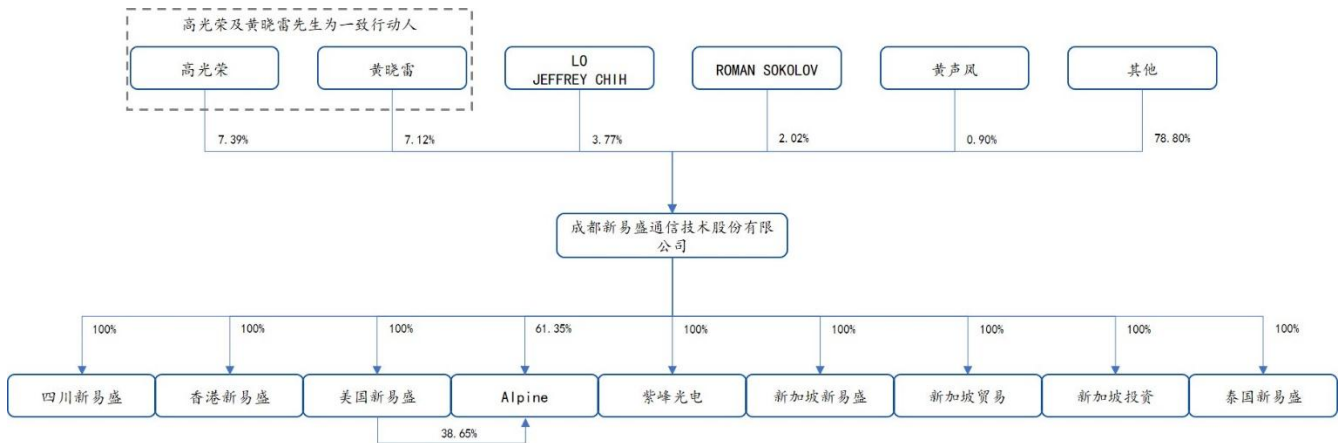 高光荣及黄晓雷先生为一致行动人
高光荣
黄晓雷
LO
JEFFREY CHIH
ROMAN SOKOLOV
黄声凤
其他
7.39%
7.12%
3.77%
2.02%
0.90%
78.80%
成都新易盛通信技术股份有限
公司
100%
100%
100%
61.35%
100%
100%
100%
100%
100%
四川新易盛
香港新易盛
美国新易盛
Alpine
紫峰光电
新加坡新易盛
新加坡贸易
新加坡投资
泰国新易盛
38.65%